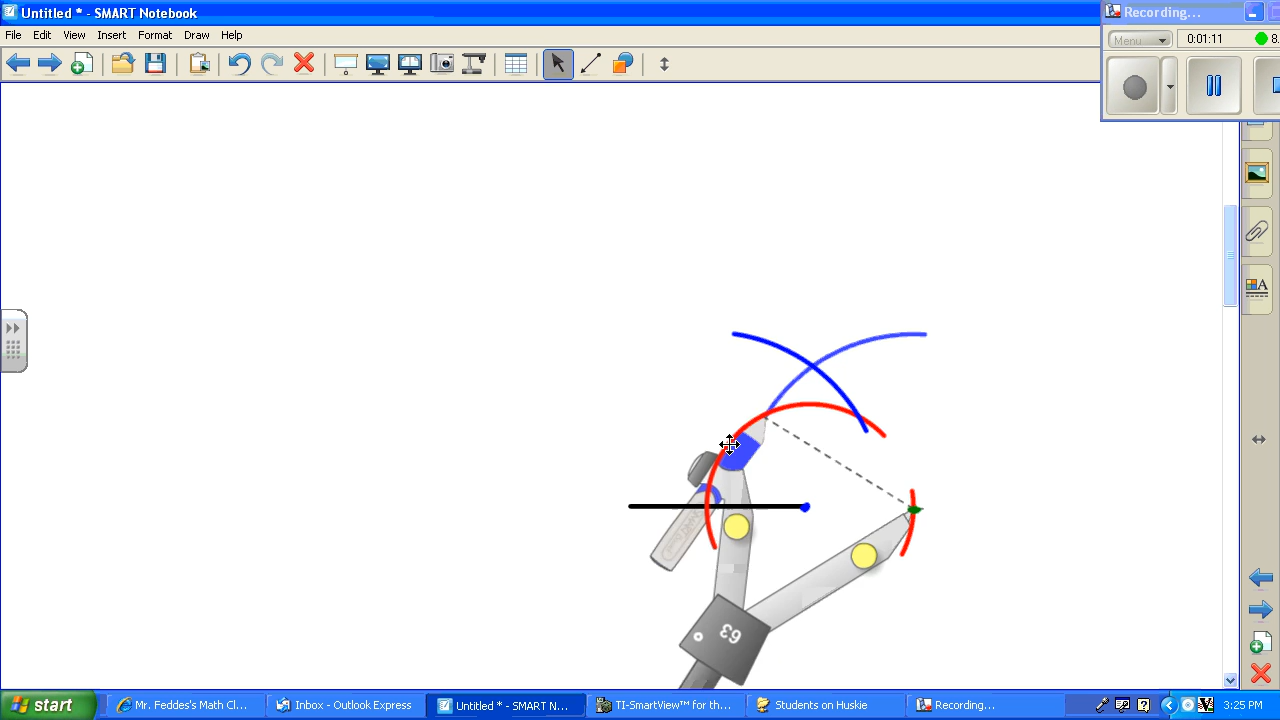 Untitled * - SMART Notebook
Recording...
File Edit View Insert Format Draw Help
Menu
0:01:11
8.
63
start
Mr. Feddes's Math Cl...
Inbox - Outlook Express
Untitled * - SMART N...
TI-SmartView™ for th...
Students on Huskie
Recording...
3:25 PM